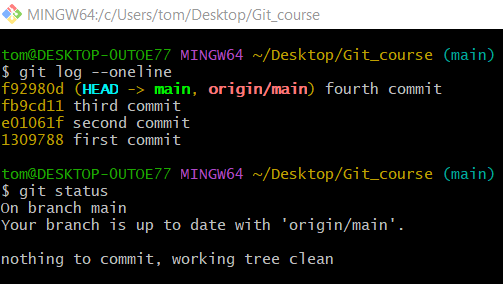 MINGW64:/c/Users/tom/Desktop/Git_course
tom@DESKTOP-OUTOE77 MINGW64 ~/Desktop/Git_course (main)
$ git log --oneline
f92980d (HEAD -> main, origin/main) fourth commit
fb9cd11 third commit
e01061f second commit
1309788 first commit
tom@DESKTOP-OUTOE77 MINGW64 ~/Desktop/Git_course (main)
$ git status
On branch main
Your branch is up to date with 'origin/main'.
nothing to commit, working tree clean